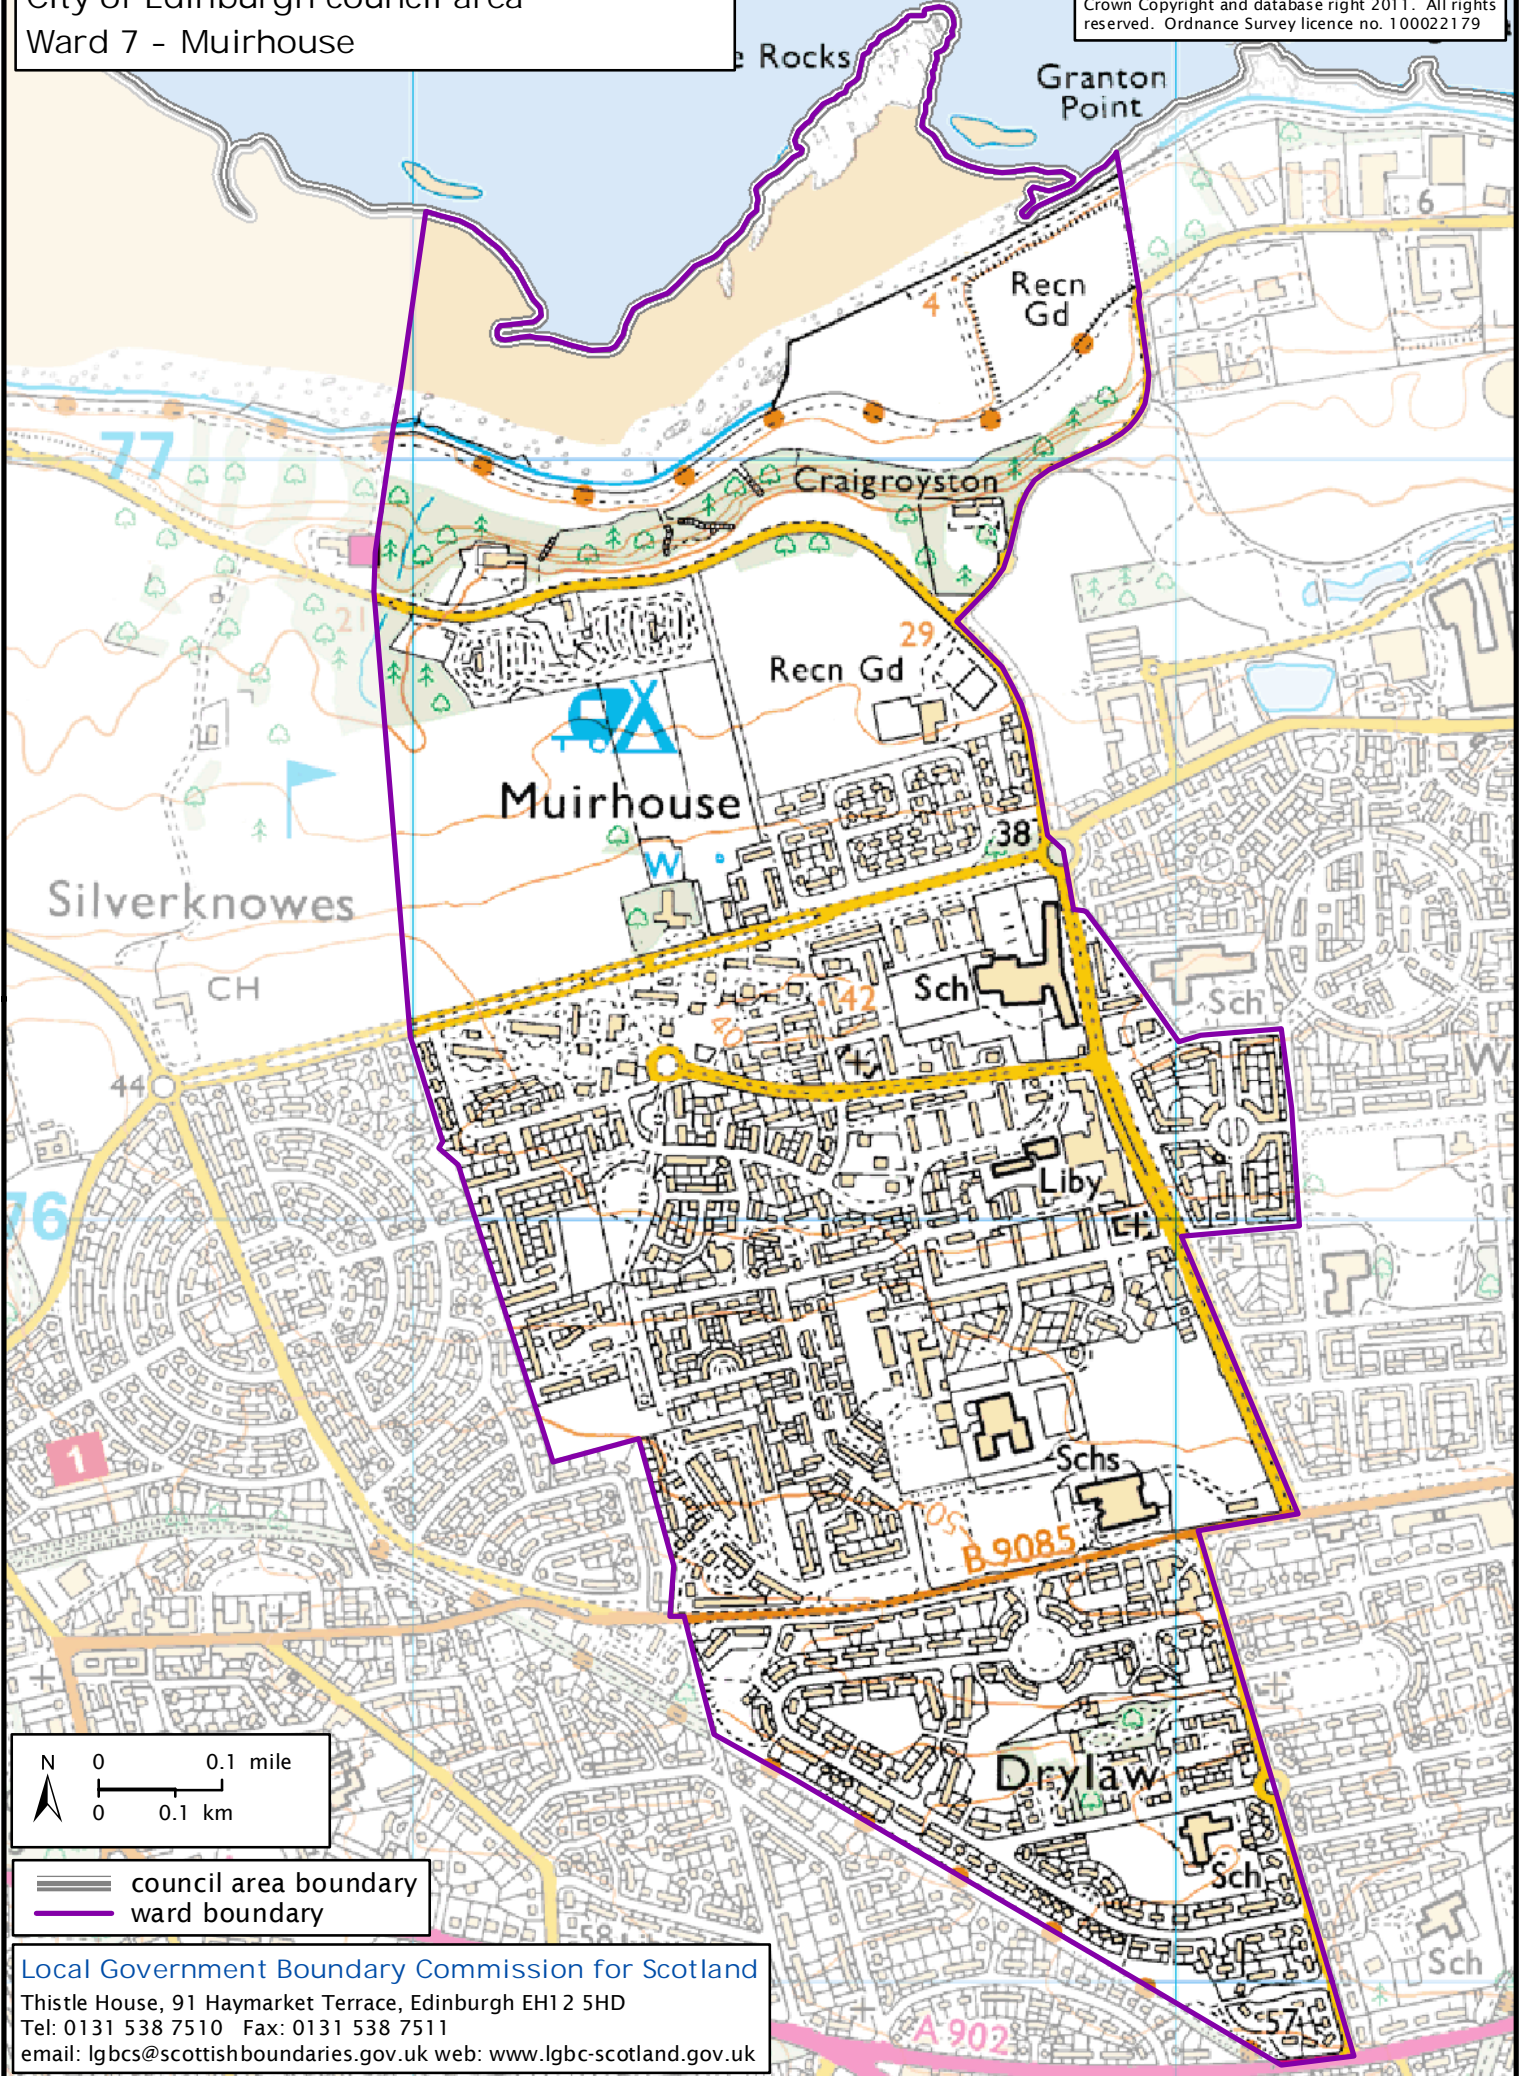 City of Edinburgh council area
Ward 7 - Muirhouse
Crown Copyright and database right 2011. All rights
reserved. Ordnance Survey licence no. 100022179
Rocks
Granton
Point
6
Recn
Gd
4
77
Craigroyston
21
29
Recn Gd
Muirhouse
38
W
Silverknowes
CH
Sch
42
40
Sch
W
44
Liby
76
1
Schs
50
B 9085
Drylaw
Sch
Sch
58
57
A 902
N
0 0.1 mile
0 0.1 km
council area boundary
ward boundary
Local Government Boundary Commission for Scotland
Thistle House, 91 Haymarket Terrace, Edinburgh EH12 5HD
Tel: 0131 538 7510 Fax: 0131 538 7511
email: lgbcs@scottishboundaries.gov.uk web: www.lgbc-scotland.gov.uk